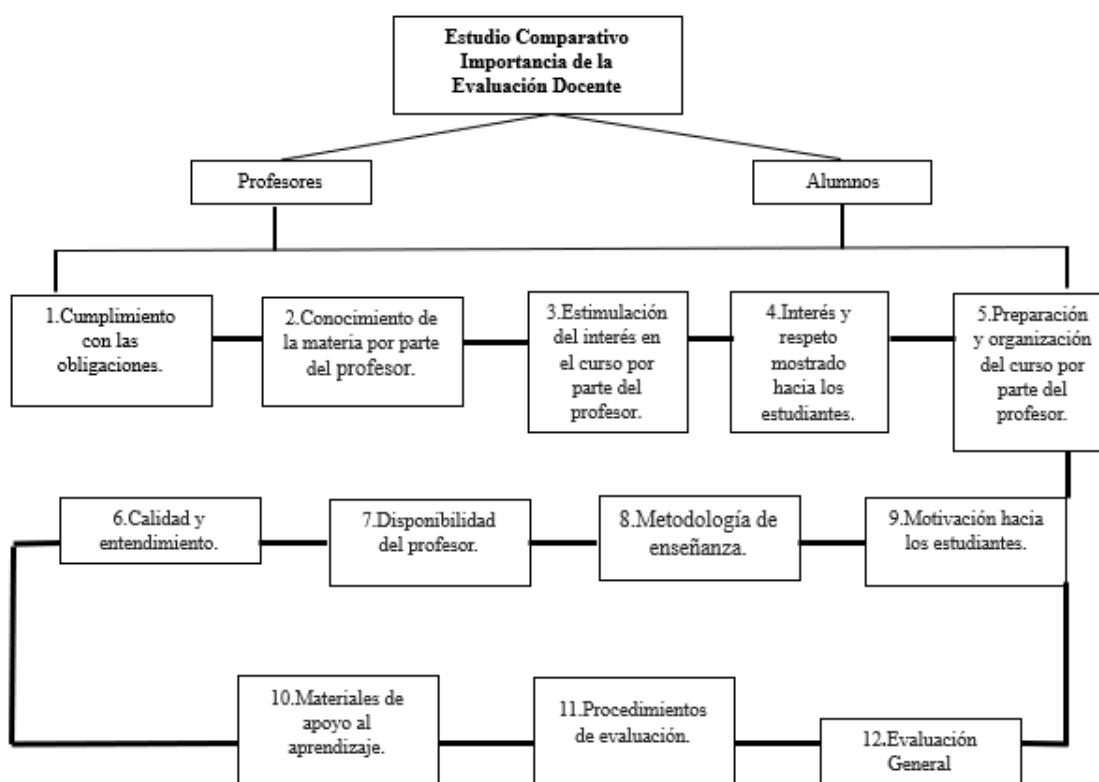 Estudio Comparativo
Importancia de la
Evaluación Docente
Profesores
Alumnos
1.Cumplimiento
con las
obligaciones.
2.Conocimiento de
la materia por parte
del profesor.
3.Estimulación
del interés en
el curso por
parte del
profesor.
4.Interés y
respeto
mostrado
hacia los
estudiantes.
5.Preparación
y organización
del curso por
parte del
profesor.
6.Calidad y
entendimiento.
7.Disponibilidad
del profesor.
8.Metodología de
enseñanza.
9.Motivación hacia
los estudiantes.
10.Materiales de
apoyo al
aprendizaje.
11.Procedimientos
de evaluación.
12.Evaluación
General